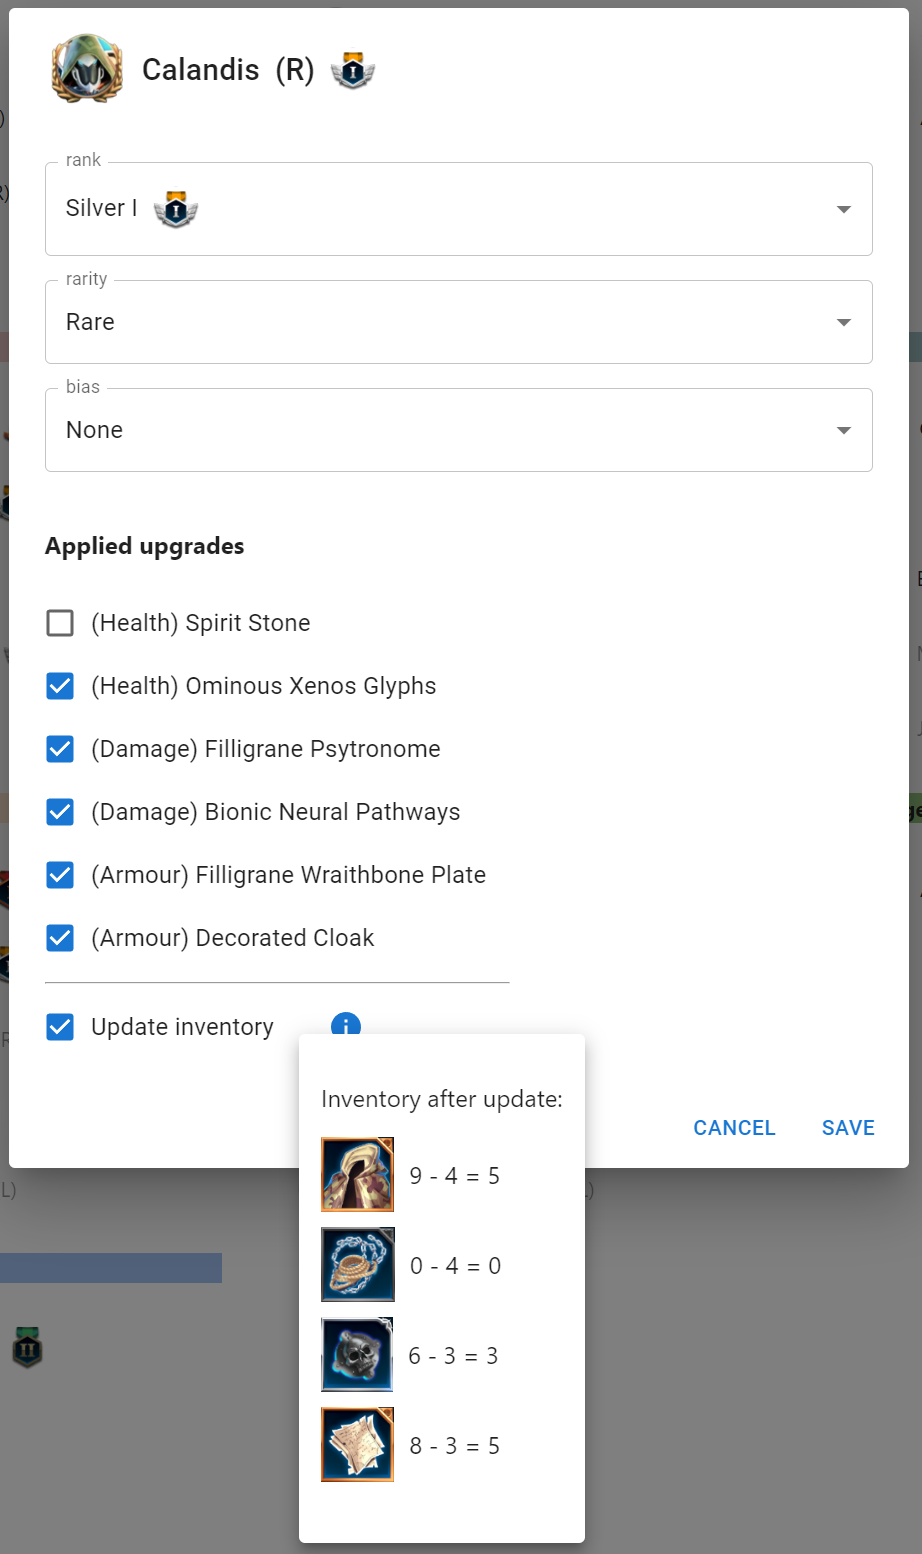 Calandis (R)
rank
Silver I
rarity
Rare
bias
None
Applied upgrades
(Health) Spirit Stone
(Health) Ominous Xenos Glyphs
(Damage) Filligrane Psytronome
(Damage) Bionic Neural Pathways
(Armour) Filligrane Wraithbone Plate
(Armour) Decorated Cloak
Update inventory
Inventory after update:
CANCEL SAVE
9 - 4 = 5
0 - 4 = 0
6 - 3 = 3
8 - 3 = 5
L)
II